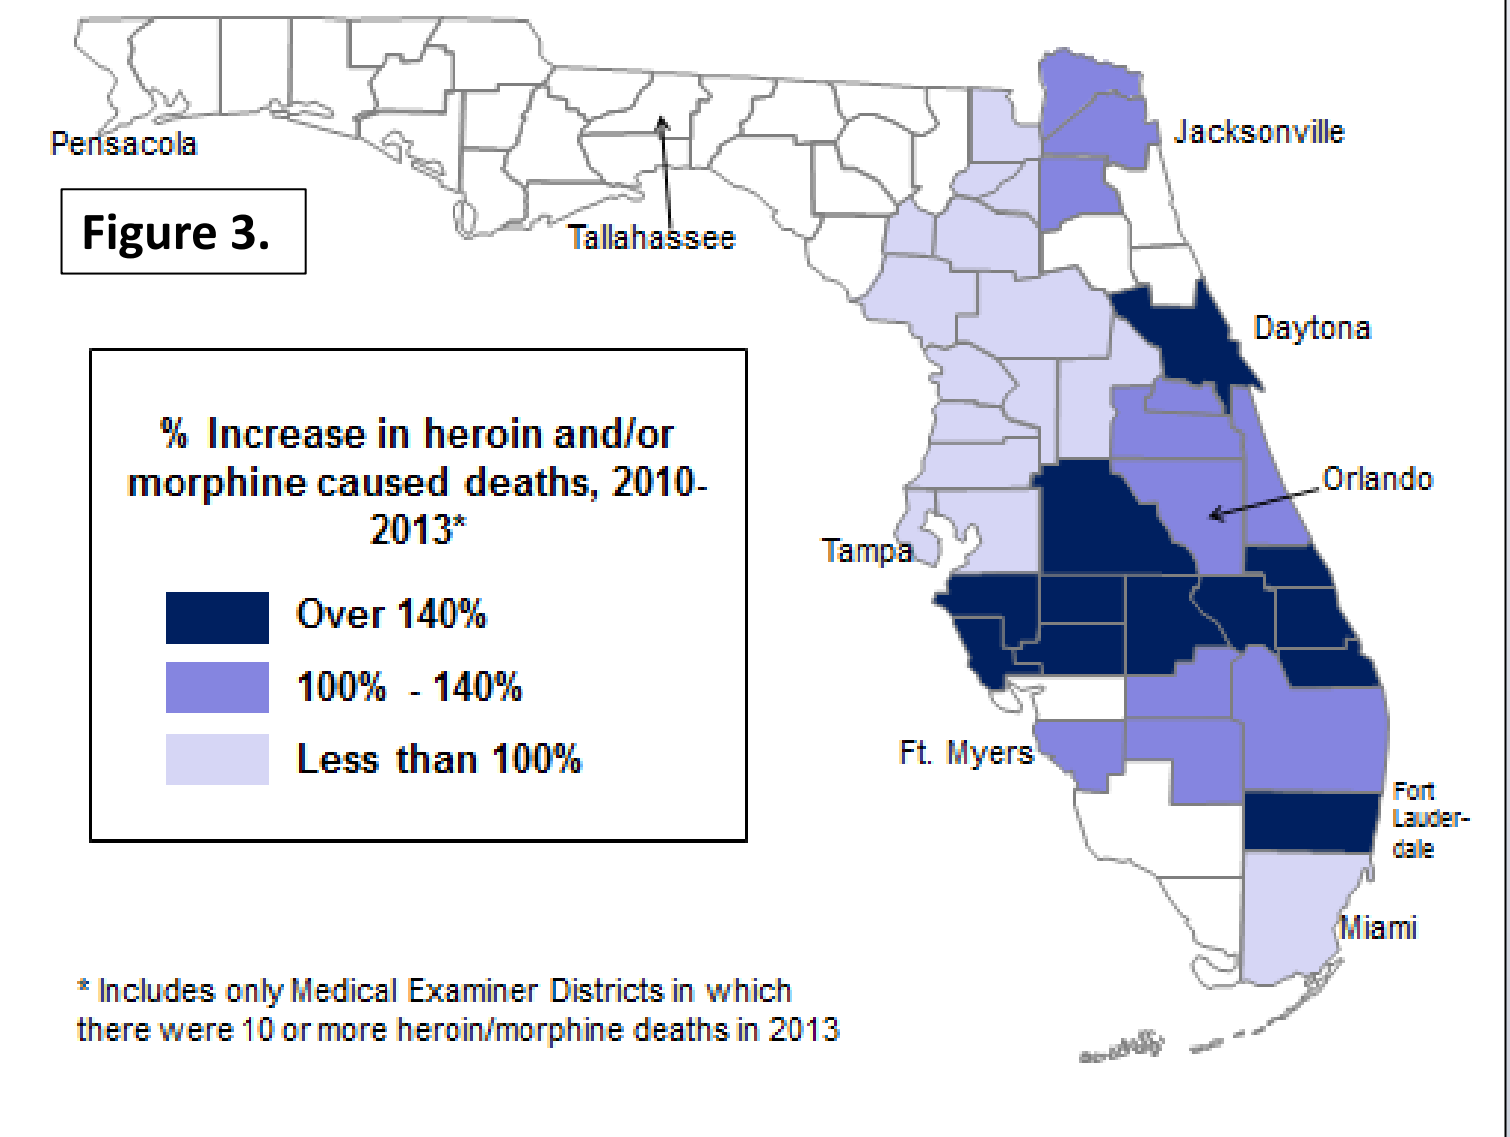 Pensacola
Jacksonville
Figure 3.
Tallahassee
Daytona
% Increase in heroin and/or
morphine caused deaths, 2010-
2013*
Orlando
Tampa
Over 140%
100% - 140%
Less than 100%
Ft. Myers
Fort
Lauder-
dale
Miami
* Includes only Medical Examiner Districts in which
there were 10 or more heroin/morphine deaths in 2013